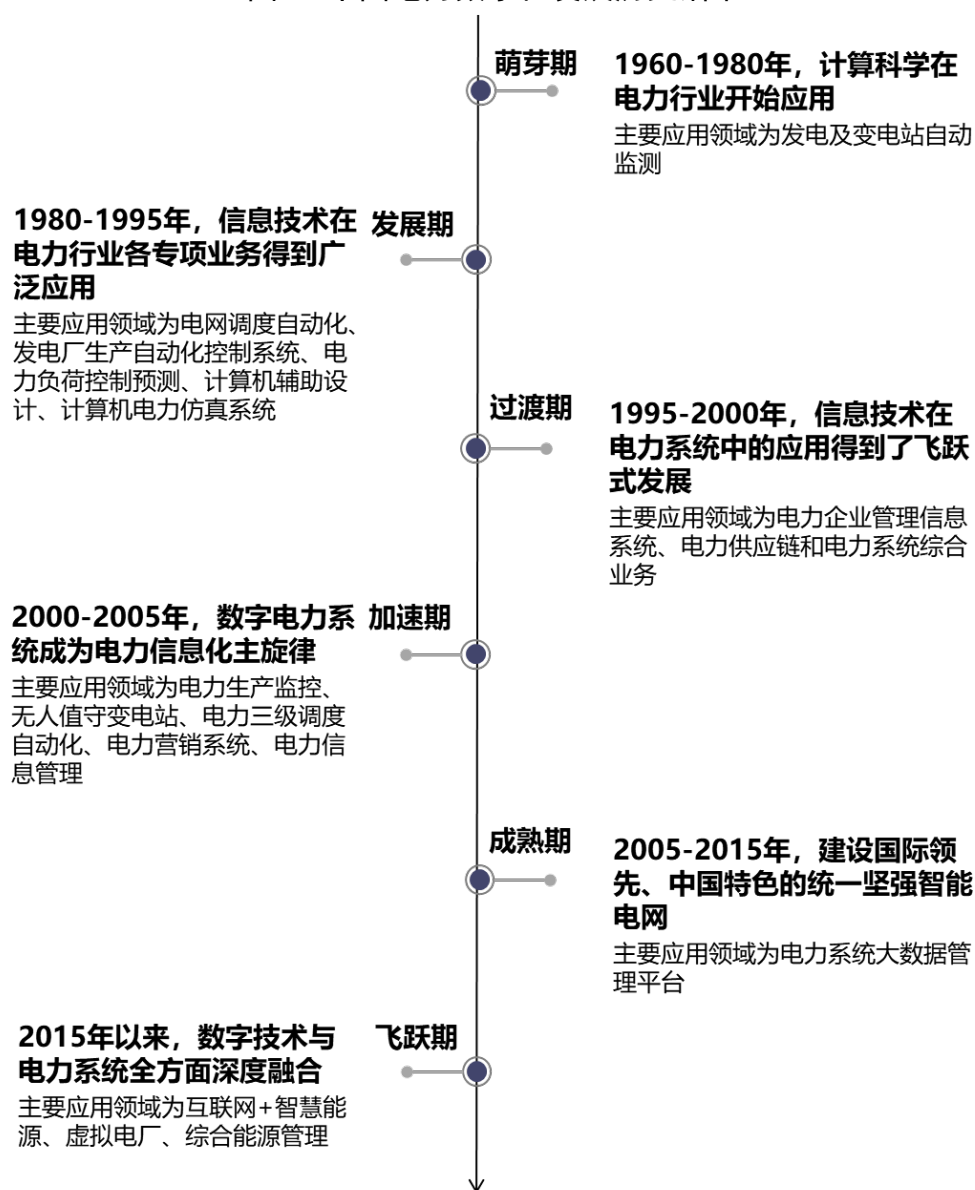 萌芽期
1960-1980年，计算科学在
电力行业开始应用
主要应用领域为发电及变电站自动
监测
发展期
1980-1995年，信息技术在
电力行业各专项业务得到广
泛应用
主要应用领域为电网调度自动化、
发电厂生产自动化控制系统、电
力负荷控制预测、计算机辅助设
计、计算机电力仿真系统
过渡期
1995-2000年，信息技术在
电力系统中的应用得到了飞跃
式发展
主要应用领域为电力企业管理信息
系统、电力供应链和电力系统综合
业务
加速期
2000-2005年，数字电力系
统成为电力信息化主旋律
主要应用领域为电力生产监控、
无人值守变电站、电力三级调度
自动化、电力营销系统、电力信
息管理
成熟期
2005-2015年，建设国际领
先、中国特色的统一坚强智能
电网
主要应用领域为电力系统大数据管
理平台
飞跃期
2015年以来，数字技术与
电力系统全方面深度融合
主要应用领域为互联网+智慧能
源、虚拟电厂、综合能源管理